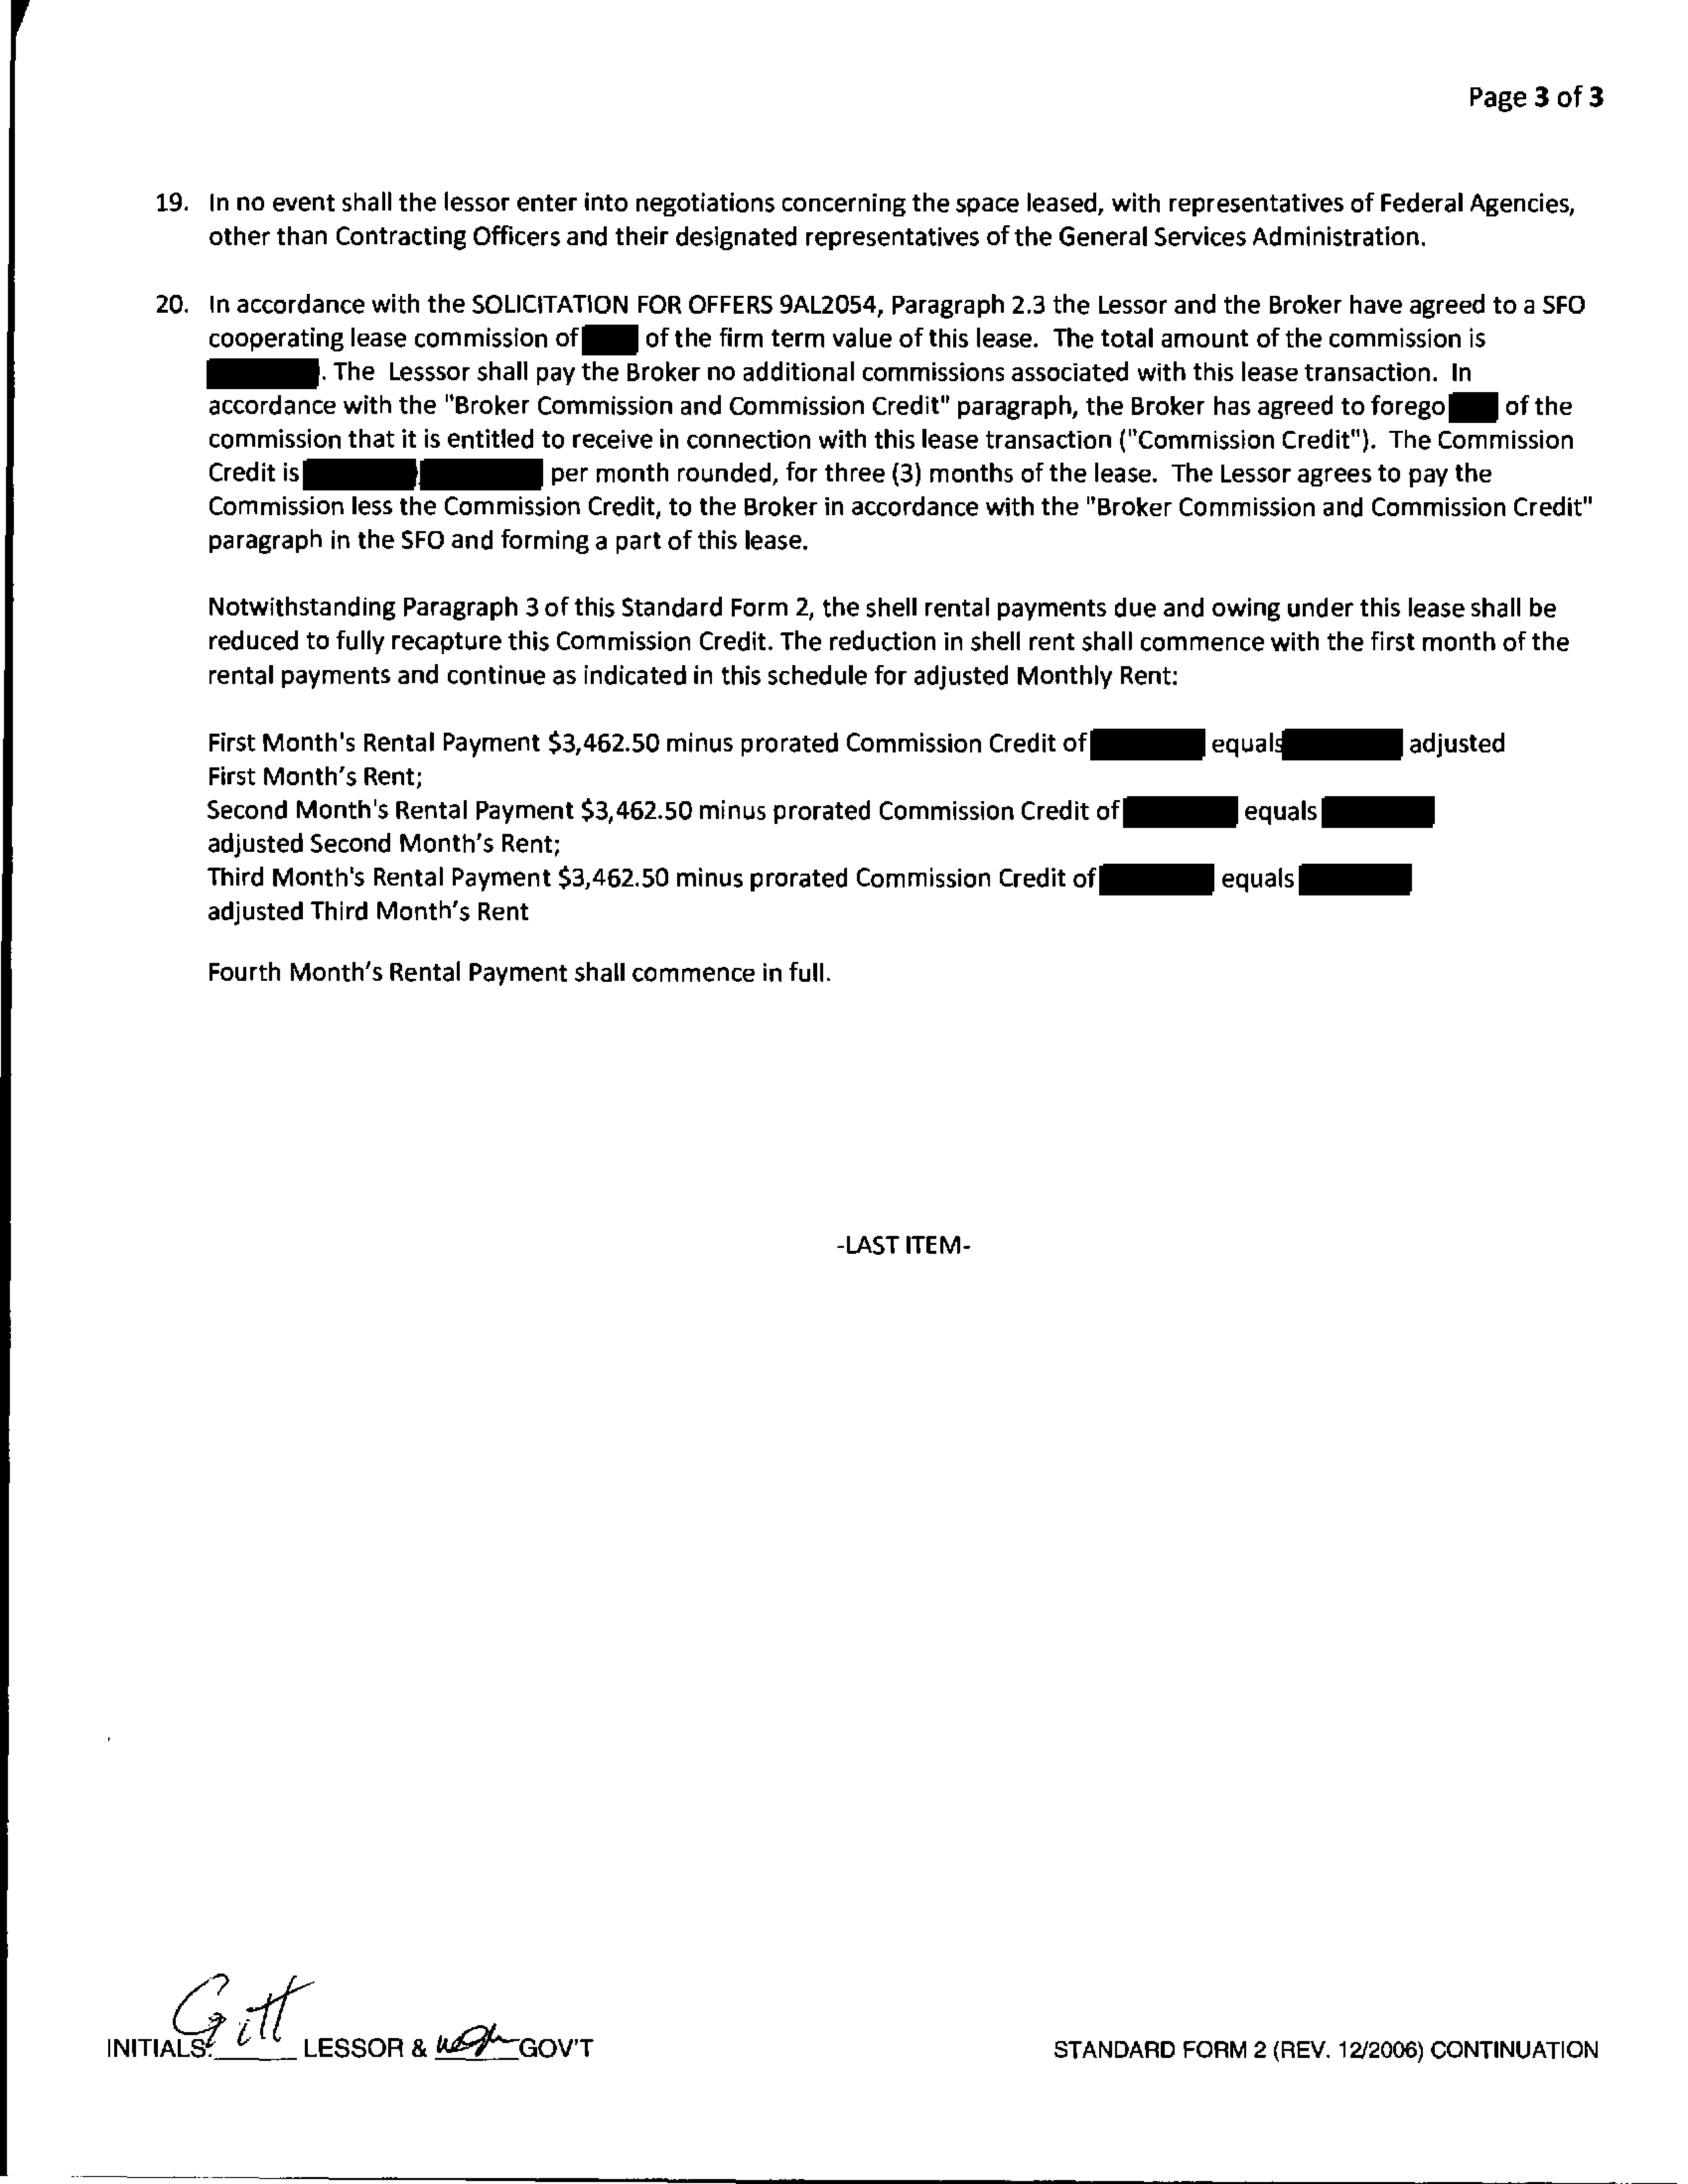 Page 3 of 3
19. In no event shall the lessor enter into negotiations concerning the space leased, with representatives of Federal Agencies,
other than Contracting Officers and their designated representatives of the General Services Administration.
20. In accordance with the SOLICITATION FOR OFFERS 9AL2054, Paragraph 2.3 the Lessor and the Broker have agreed to a SFO
cooperating lease commission of of the firm term value of this lease. The total amount of the commission is
. The Lesssor shall pay the Broker no additional commissions associated with this lease transaction. In
accordance with the "Broker Commission and Commission Credit" paragraph, the Broker has agreed to forego of the
commission that it is entitled to receive in connection with this lease transaction ("Commission Credit"). The Commission
Credit is per month rounded, for three (3) months of the lease. The Lessor agrees to pay the
Commission less the Commission Credit, to the Broker in accordance with the "Broker Commission and Commission Credit"
paragraph in the SFO and forming a part of this lease.
Notwithstanding Paragraph 3 of this Standard Form 2, the shell rental payments due and owing under this lease shall be
reduced to fully recapture this Commission Credit. The reduction in shell rent shall commence with the first month of the
rental payments and continue as indicated in this schedule for adjusted Monthly Rent:
First Month's Rental Payment $3,462.50 minus prorated Commission Credit of equals adjusted
First Month's Rent;
Second Month's Rental Payment $3,462.50 minus prorated Commission Credit of equals
adjusted Second Month's Rent;
Third Month's Rental Payment $3,462.50 minus prorated Commission Credit of equals
adjusted Third Month's Rent
Fourth Month's Rental Payment shall commence in full.
-LAST ITEM-
INITIALS: LESSOR & GOV'T
STANDARD FORM 2 (REV. 12/2006) CONTINUATION